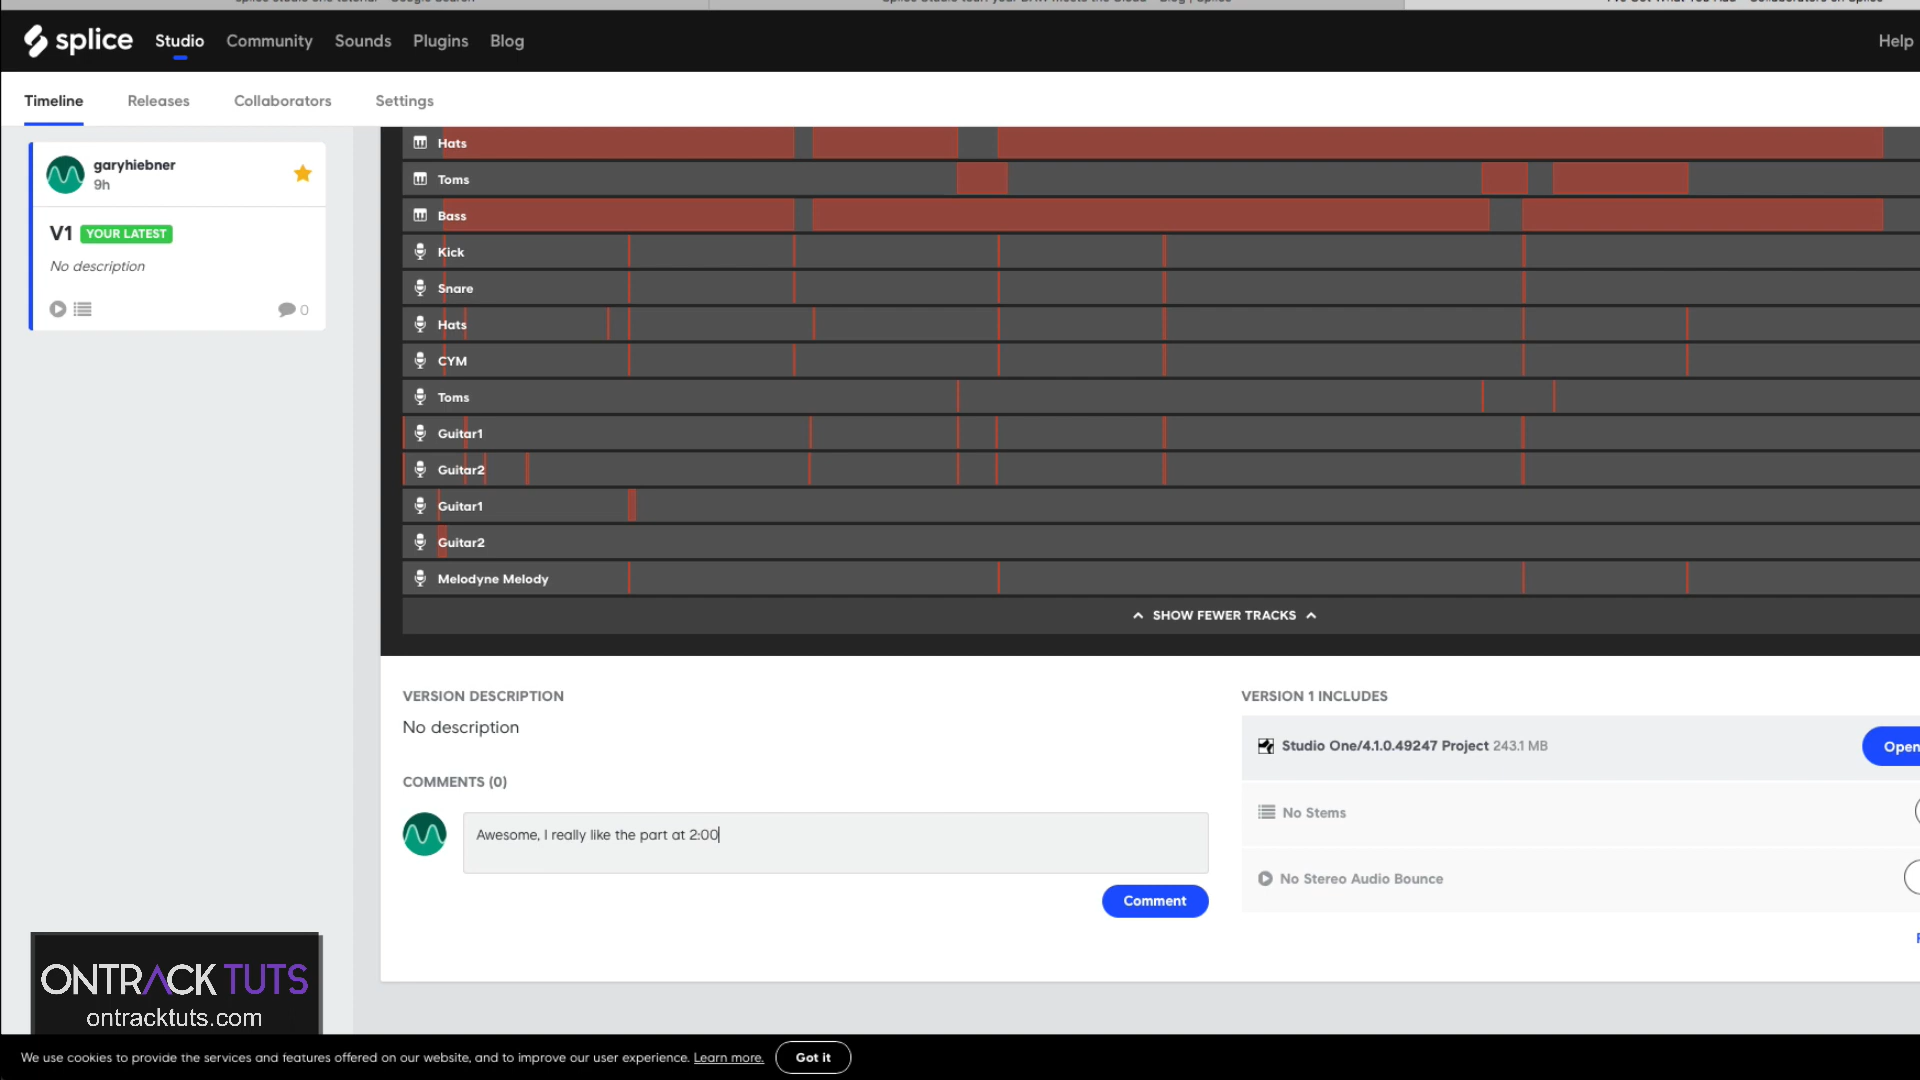 splice Studio Community Sounds Plugins Blog Help
Timeline Releases Collaborators Settings
garyhiebner
9h
V1 YOUR LATEST
No description
0
Hats
Toms
Bass
Kick
Snare
Hats
CYM
Toms
Guitar1
Guitar2
Guitar1
Guitar2
Melodyne Melody
SHOW FEWER TRACKS
VERSION DESCRIPTION
No description
COMMENTS (0)
Awesome, I really like the part at 2:00
Comment
VERSION 1 INCLUDES
Studio One/4.1.0.49247 Project 243.1 MB
Open
No Stems
No Stereo Audio Bounce
ONTRACK TUTS
ontracktuts.com
We use cookies to provide the services and features offered on our website, and to improve our user experience. Learn more. Got it